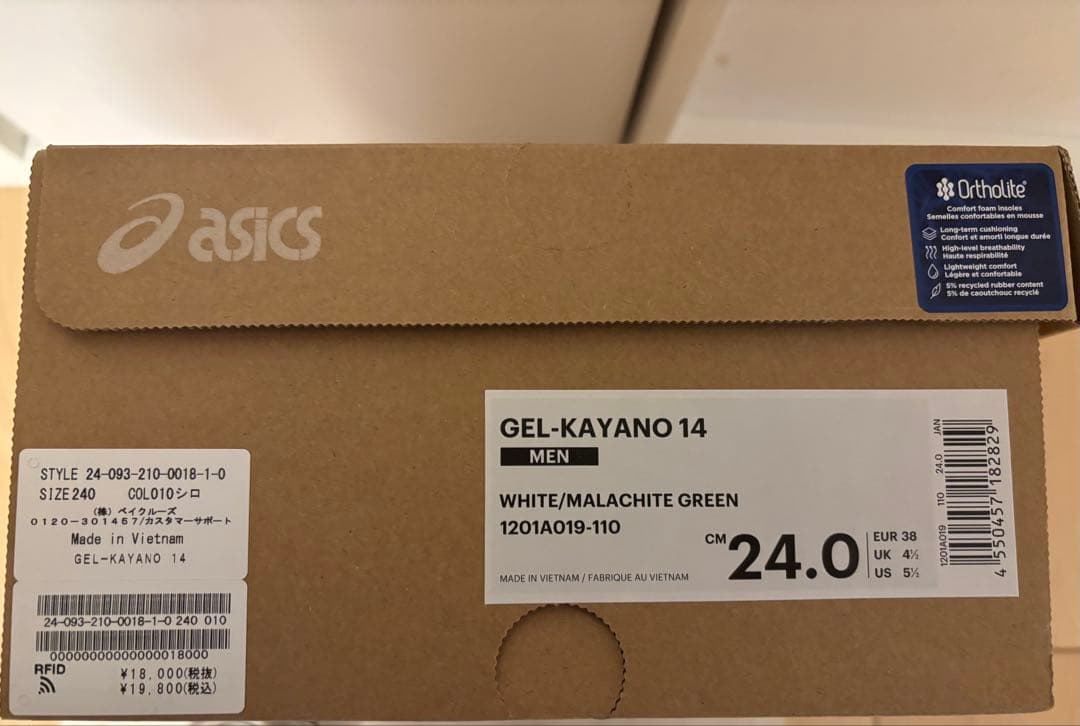 asics
OrthoLite®
Comfort foam insoles
Semelles confortables en mousse
Long-term cushioning
Confort et amorti longue durée
High-level breathability
Haute respirabilité
Lightweight comfort
Légère et confortable
5% recycled rubber content
5% de caoutchouc recyclé
GEL-KAYANO 14
MEN
WHITE/MALACHITE GREEN
1201A019-110
CM 24.0
EUR 38
UK 4½
US 5½
MADE IN VIETNAM / FABRIQUE AU VIETNAM
1201A019 110 24.0 JAN
4 550457 182829
STYLE 24-093-210-0018-1-0
SIZE 240 COL010シロ
(株) ベイクルーズ
0120-301457/カスタマーサポート
Made in Vietnam
GEL-KAYANO 14
24-093-210-0018-1-0 240 010
00000000000000018000
RFID
¥18,000(税抜)
¥19,800(税込)